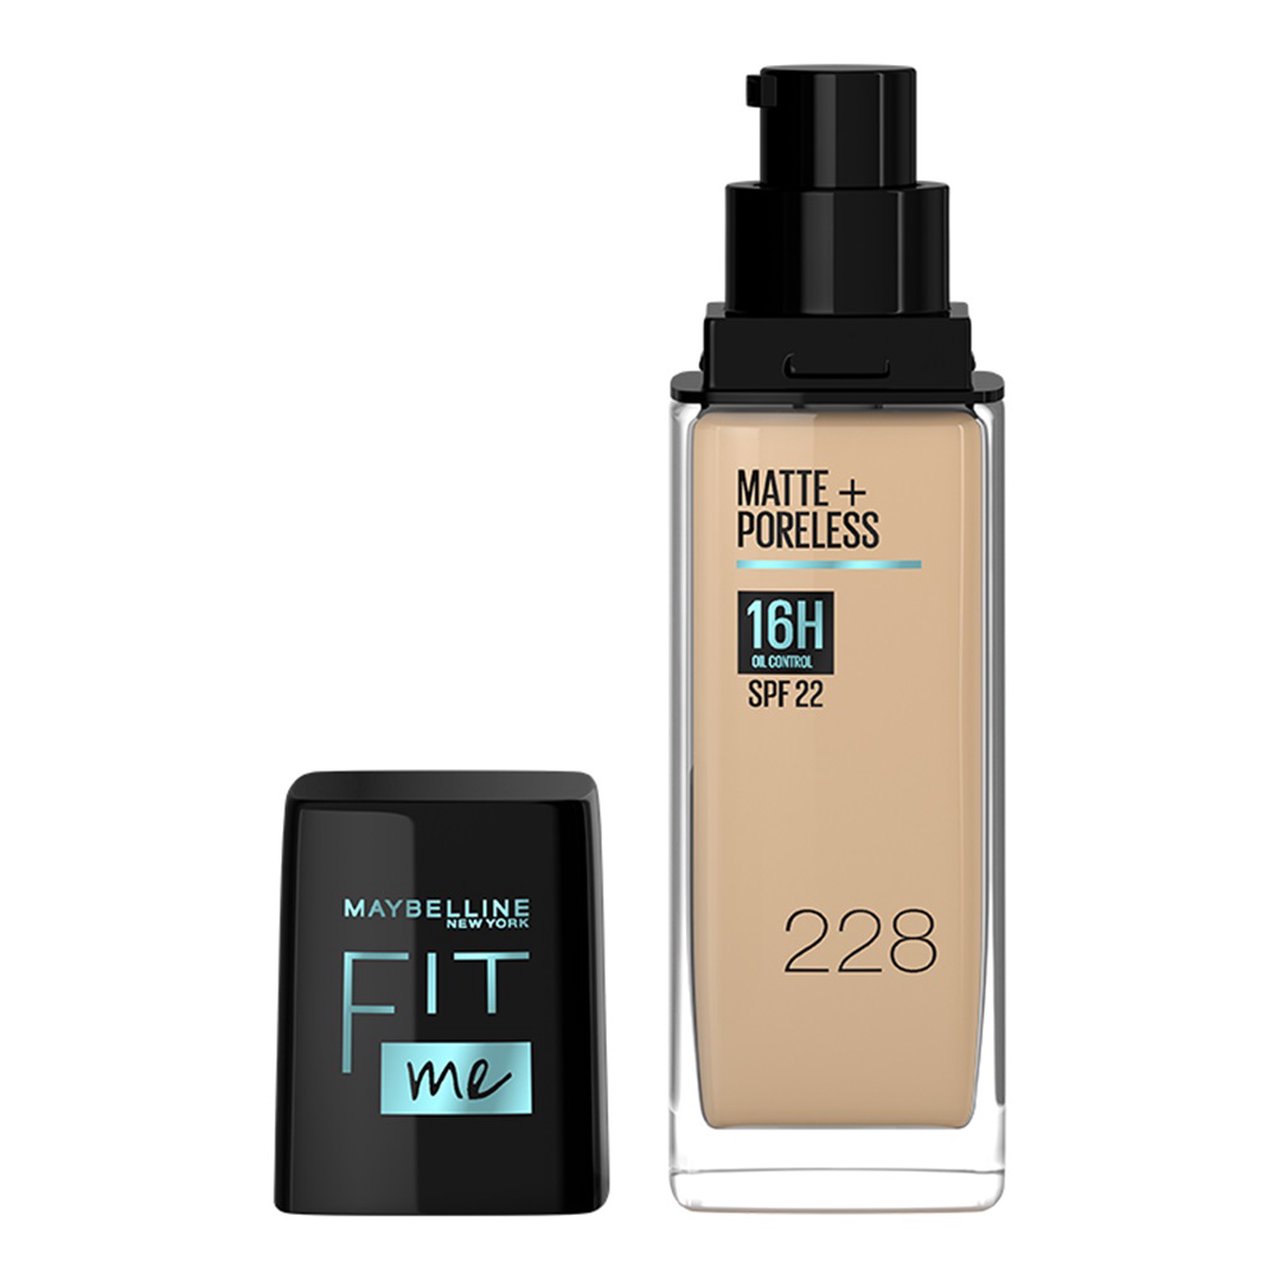 MATTE +
PORELESS
16H
OIL CONTROL
SPF 22
228
MAYBELLINE
NEW YORK
FIT
me